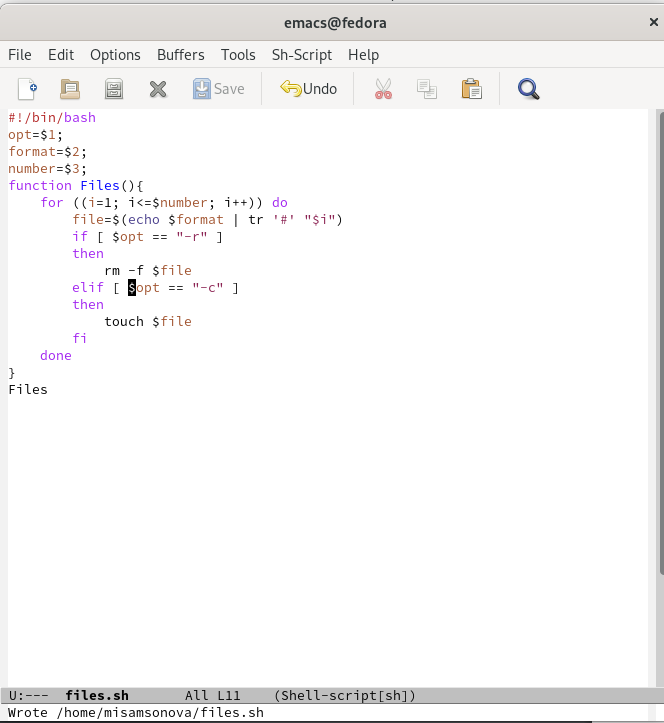 emacs@fedora ×
File Edit Options Buffers Tools Sh-Script Help
Save Undo
#!/bin/bash
opt=$1;
format=$2;
number=$3;
function Files(){
    for ((i=1; i<=$number; i++)) do
        file=$(echo $format | tr '#' "$i")
        if [ $opt == "-r" ]
        then
            rm -f $file
        elif [ $opt == "-c" ]
        then
            touch $file
        fi
    done
}
Files
U:---  files.sh       All L11    (Shell-script[sh])
Wrote /home/misamsonova/files.sh